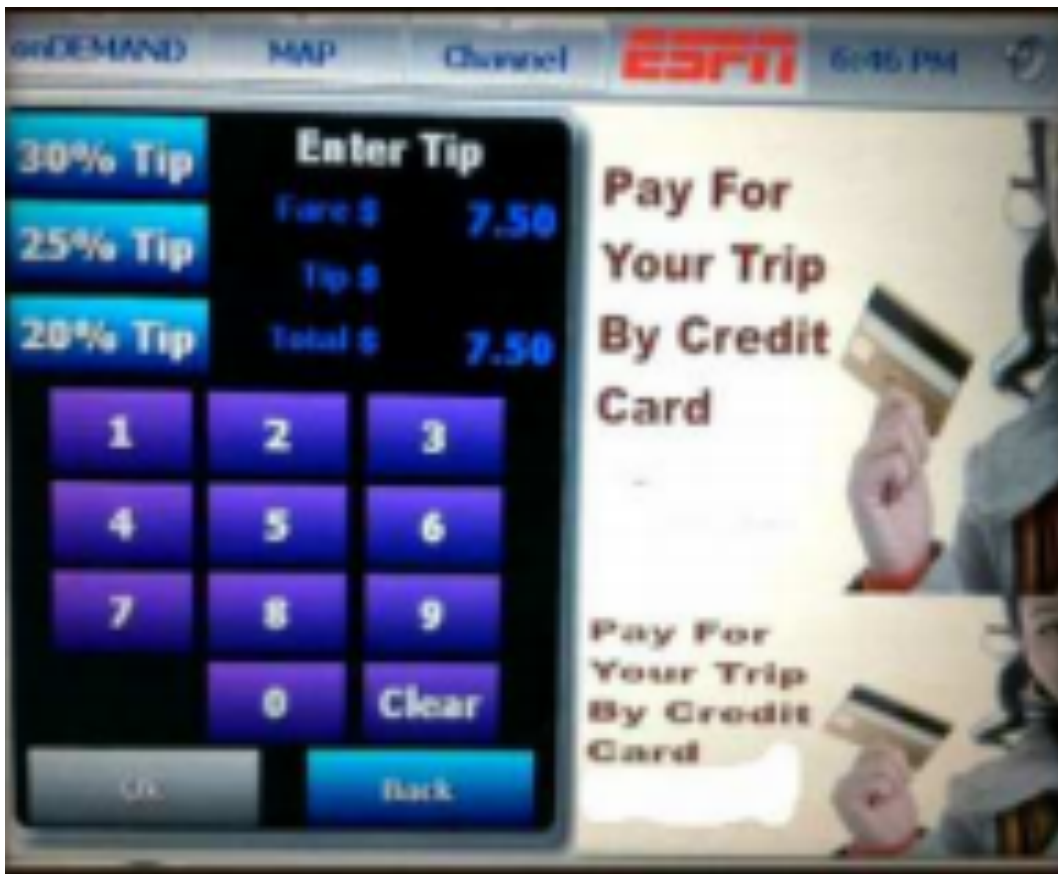 onDEMAND MAP Channel ESPN 6:46 PM
30% Tip
25% Tip
20% Tip
Enter Tip
Fare $ 7.50
Tip $
Total $ 7.50
1 2 3
4 5 6
7 8 9
0 Clear
OK Back
Pay For
Your Trip
By Credit
Card
Pay For
Your Trip
By Credit
Card